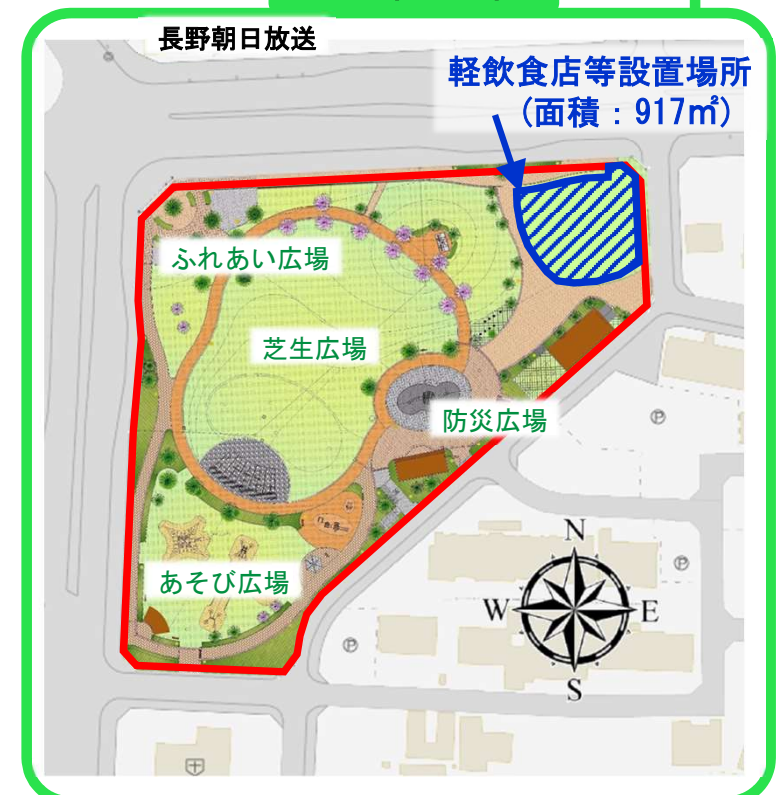 長野朝日放送
軽飲食店等設置場所
(面積：917㎡)
ふれあい広場
芝生広場
防災広場
あそび広場
N
W
E
S
Ⓟ
Ⓟ
Ⓟ